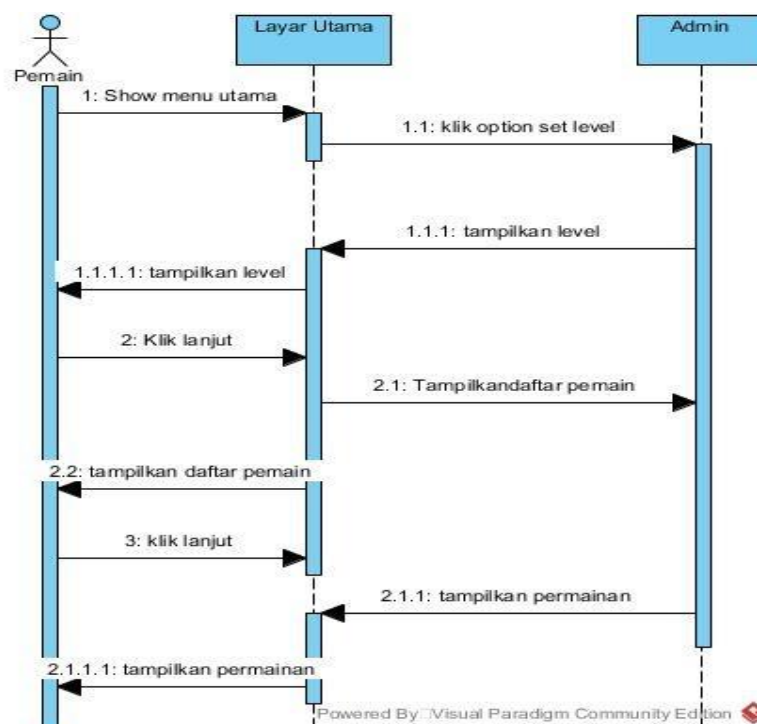 Layar Utama
Admin
Pemain
1: Show menu utama
1.1: klik option set level
1.1.1: tampilkan level
1.1.1.1: tampilkan level
2: Klik lanjut
2.1: Tampilkandaftar pemain
2.2: tampilkan daftar pemain
3: klik lanjut
2.1.1: tampilkan permainan
2.1.1.1: tampilkan permainan
Powered By Visual Paradigm Community Edition